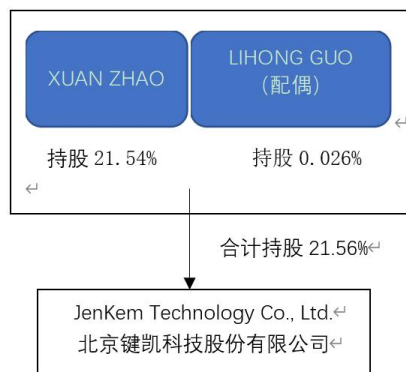 XUAN ZHAO
LIHONG GUO
(配偶)
持股 21.54%
持股 0.026%
合计持股 21.56%
JenKem Technology Co., Ltd.
北京键凯科技股份有限公司